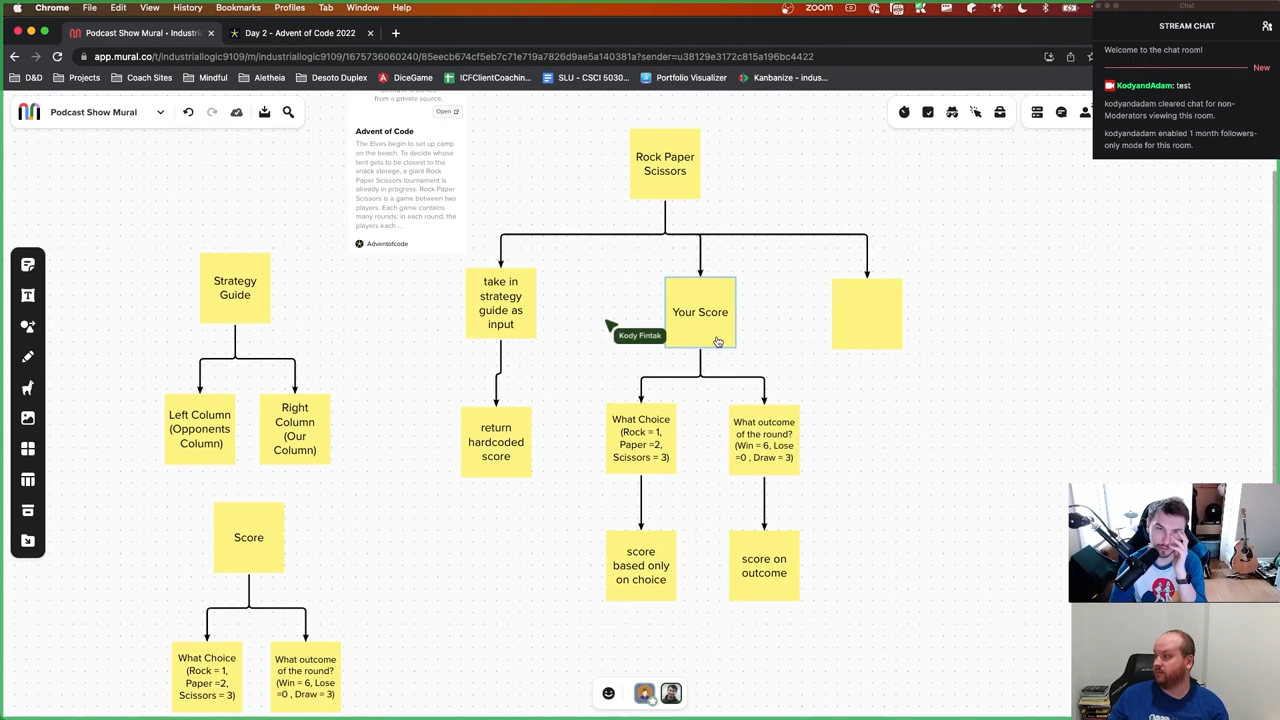 Chrome File Edit View History Bookmarks Profiles Tab Window Help
zoom
Podcast Show Mural • Industri
Day 2 - Advent of Code 2022
app.mural.co/t/industriallogic9109/m/industriallogic9109/1675736060240/85eecb674cf5eb7c71e719a7826d9ae5a140381a?sender=u38129e3172c815a196bc4422
D&D
Projects
Coach Sites
Mindful
Aletheia
Desoto Duplex
DiceGame
ICFClientCoachin...
SLU - CSCI 5030...
Portfolio Visualizer
Kanbanize - indus...
Chat
STREAM CHAT
Welcome to the chat room!
New
KodyandAdam: test
kodyandadam cleared chat for non-
Moderators viewing this room.
kodyandadam enabled 1 month followers-
only mode for this room.
Podcast Show Mural
from a private source.
Open
Advent of Code
The Elves begin to set up camp
on the beach. To decide whose
tent gets to be closest to the
snack storage, a giant Rock
Paper Scissors tournament is
already in progress. Rock Paper
Scissors is a game between two
players. Each game contains
many rounds; in each round, the
players each ...
Adventofcode
Rock Paper
Scissors
Strategy
Guide
take in
strategy
guide as
input
Your Score
Kody Fintak
Left Column
(Opponents
Column)
Right
Column
(Our
Column)
return
hardcoded
score
What Choice
(Rock = 1,
Paper =2,
Scissors = 3)
What outcome
of the round?
(Win = 6, Lose
=0 , Draw = 3)
Score
score
based only
on choice
score on
outcome
What Choice
(Rock = 1,
Paper =2,
Scissors = 3)
What outcome
of the round?
(Win = 6, Lose
=0 , Draw = 3)